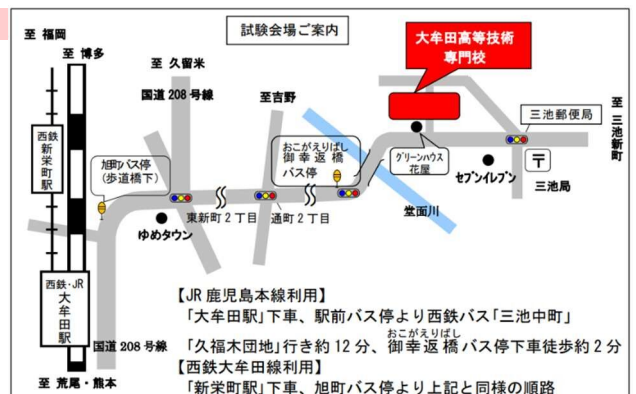 試験会場ご案内
至 福岡
至 博多
至 久留米
国道 208 号線
至吉野
大牟田高等技術
専門校
三池郵便局
至 三池新町
西鉄
新栄町駅
旭町バス停
(歩道橋下)
おこがえりばし
御幸返橋
バス停
グリーンハウス
花屋
セブンイレブン
〒
三池局
東新町2丁目
通町2丁目
堂面川
ゆめタウン
西鉄・JR
大牟田駅
国道 208 号線
至 荒尾・熊本
【JR 鹿児島本線利用】
「大牟田駅」下車、駅前バス停より西鉄バス「三池中町」
おこがえりばし
「久福木団地」行き約 12 分、御幸返橋バス停下車徒歩約 2 分
【西鉄大牟田線利用】
「新栄町駅」下車、旭町バス停より上記と同様の順路